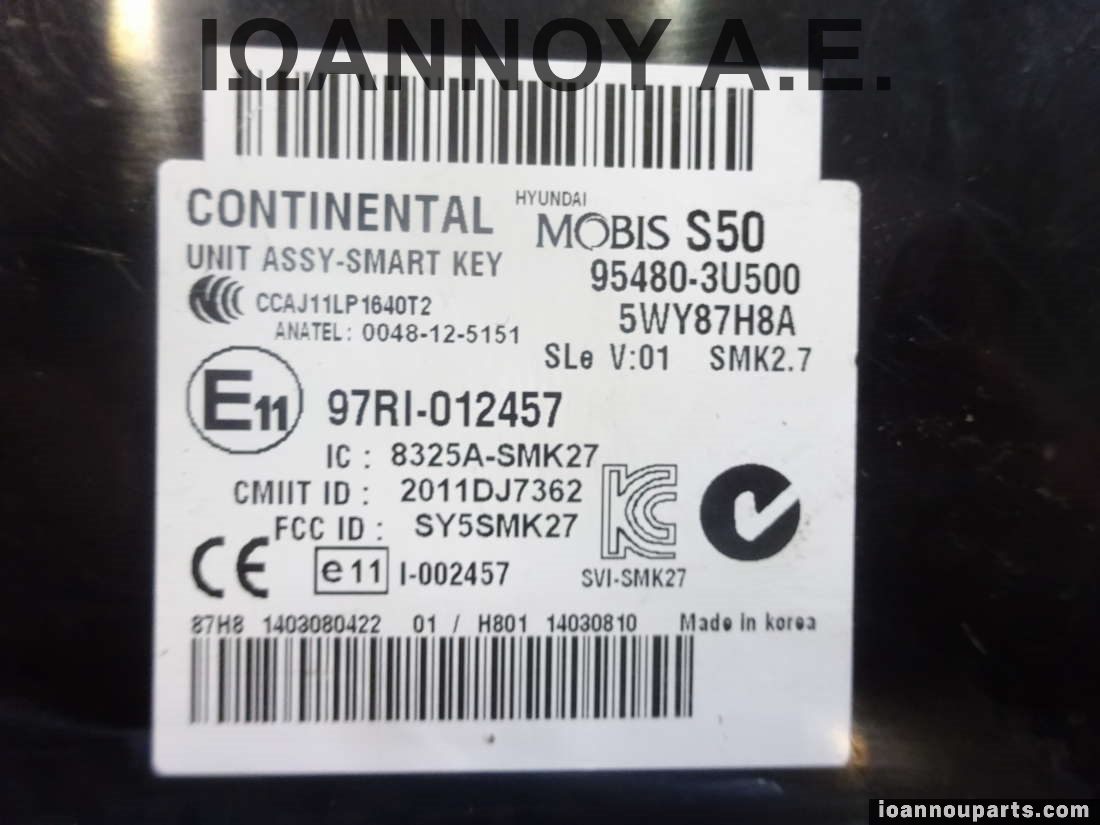 ΙΩΑΝΝΟΥ Α.Ε.
CONTINENTAL
HYUNDAI
MOBIS S50
UNIT ASSY-SMART KEY
95480-3U500
CCAJ11LP1640T2
5WY87H8A
ANATEL: 0048-12-5151
SLe V:01 SMK2.7
E11 97RI-012457
IC : 8325A-SMK27
CMIIT ID : 2011DJ7362
FCC ID : SY5SMK27
CE e11 I-002457
SVI-SMK27
87H8 1403080422 01 / H801 14030810 Made in korea
ioannouparts.com